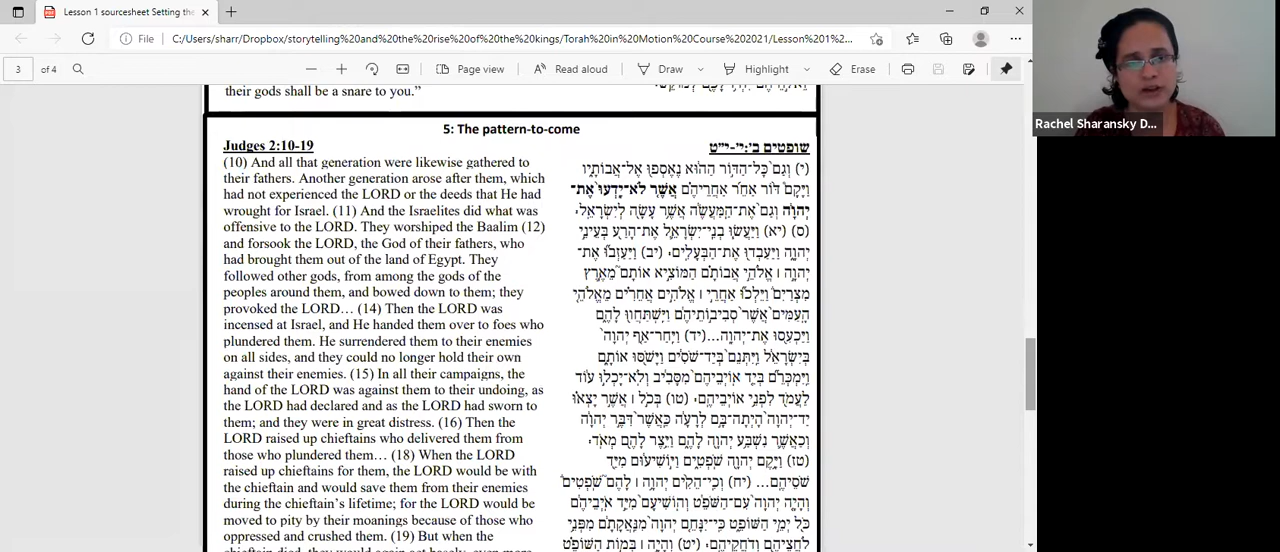 Lesson 1 sourcesheet Setting the
File
C:/Users/sharr/Dropbox/storytelling%20and%20the%20rise%20of%20the%20kings/Torah%20in%20Motion%20Course%202021/Lesson%201%2...
3 of 4
Page view
Read aloud
Draw
Highlight
Erase
Rachel Sharansky D...
their gods shall be a snare to you.”
5: The pattern-to-come
Judges 2:10-19
(10) And all that generation were likewise gathered to
their fathers. Another generation arose after them, which
had not experienced the LORD or the deeds that He had
wrought for Israel. (11) And the Israelites did what was
offensive to the LORD. They worshiped the Baalim (12)
and forsook the LORD, the God of their fathers, who
had brought them out of the land of Egypt. They
followed other gods, from among the gods of the
peoples around them, and bowed down to them; they
provoked the LORD… (14) Then the LORD was
incensed at Israel, and He handed them over to foes who
plundered them. He surrendered them to their enemies
on all sides, and they could no longer hold their own
against their enemies. (15) In all their campaigns, the
hand of the LORD was against them to their undoing, as
the LORD had declared and as the LORD had sworn to
them; and they were in great distress. (16) Then the
LORD raised up chieftains who delivered them from
those who plundered them… (18) When the LORD
raised up chieftains for them, the LORD would be with
the chieftain and would save them from their enemies
during the chieftain’s lifetime; for the LORD would be
moved to pity by their moanings because of those who
oppressed and crushed them. (19) But when the
chieftain died, they would again act basely, even more
שופטים ב׳:י׳-י״ט
(י) וְגַם֙ כׇּל־הַדּ֣וֹר הַה֔וּא נֶאֶסְפ֖וּ אֶל־אֲבוֹתָ֑יו
וַיָּ֩קׇם֩ דּ֨וֹר אַחֵ֜ר אַחֲרֵיהֶ֗ם אֲשֶׁ֤ר לֹא־יָֽדְעוּ֙ אֶת־
יְהֹוָ֔ה וְגַם֙ אֶת־הַֽמַּעֲשֶׂ֔ה אֲשֶׁ֥ר עָשָׂ֖ה לְיִשְׂרָאֵֽל׃
(ס) (יא) וַיַּעֲשׂ֧וּ בְנֵֽי־יִשְׂרָאֵ֛ל אֶת־הָרַ֖ע בְּעֵינֵ֣י
יְהֹוָ֑ה וַיַּעַבְד֖וּ אֶת־הַבְּעָלִֽים׃ (יב) וַיַּעַזְב֞וּ אֶת־
יְהֹוָ֣ה ׀ אֱלֹהֵ֣י אֲבוֹתָ֗ם הַמּוֹצִ֣יא אוֹתָם֮ מֵאֶ֣רֶץ
מִצְרַ֒יִם֒ וַיֵּלְכ֞וּ אַחֲרֵ֣י ׀ אֱלֹהִ֣ים אֲחֵרִ֗ים מֵאֱלֹהֵ֤י
הָֽעַמִּים֙ אֲשֶׁר֙ סְבִיב֣וֹתֵיהֶ֔ם וַיִּֽשְׁתַּחֲו֖וּ לָהֶ֑ם
וַיַּכְעִ֖סוּ אֶת־יְהֹוָֽה...(יד) וַיִּֽחַר־אַ֤ף יְהֹוָה֙
בְּיִשְׂרָאֵ֔ל וַֽיִּתְּנֵם֙ בְּיַד־שֹׁסִ֔ים וַיָּשֹׁ֖סּוּ אוֹתָ֑ם
וַֽיִּמְכְּרֵ֞ם בְּיַ֤ד אֽוֹיְבֵיהֶם֙ מִסָּבִ֔יב וְלֹֽא־יָכְל֣וּ ע֔וֹד
לַעֲמֹ֖ד לִפְנֵ֥י אוֹיְבֵיהֶֽם׃ (טו) בְּכֹ֣ל ׀ אֲשֶׁ֣ר יָצְא֗וּ
יַד־יְהֹוָה֙ הָיְתָה־בָּ֣ם לְרָעָ֔ה כַּֽאֲשֶׁר֙ דִּבֶּ֣ר יְהֹוָ֔ה
וְכַאֲשֶׁ֛ר נִשְׁבַּ֥ע יְהֹוָ֖ה לָהֶ֑ם וַיֵּ֥צֶר לָהֶ֖ם מְאֹֽד׃
(טז) וַיָּ֥קֶם יְהֹוָ֖ה שֹׁפְטִ֑ים וַיּ֣וֹשִׁיע֔וּם מִיַּ֖ד
שֹׁסֵיהֶֽם... (יח) וְכִֽי־הֵקִ֨ים יְהֹוָ֥ה ׀ לָהֶם֮ שֹֽׁפְטִים֒
וְהָיָ֤ה יְהֹוָה֙ עִם־הַשֹּׁפֵ֔ט וְהֽוֹשִׁיעָם֙ מִיַּ֣ד אֹֽיְבֵיהֶ֔ם
כֹּ֖ל יְמֵ֣י הַשּׁוֹפֵ֑ט כִּֽי־יִנָּחֵ֤ם יְהֹוָה֙ מִנַּֽאֲקָתָ֔ם מִפְּנֵ֥י
לֹחֲצֵיהֶ֖ם וְדֹחֲקֵיהֶֽם׃ (יט) וְהָיָ֣ה ׀ בְּמ֣וֹת הַשּׁוֹפֵ֗ט